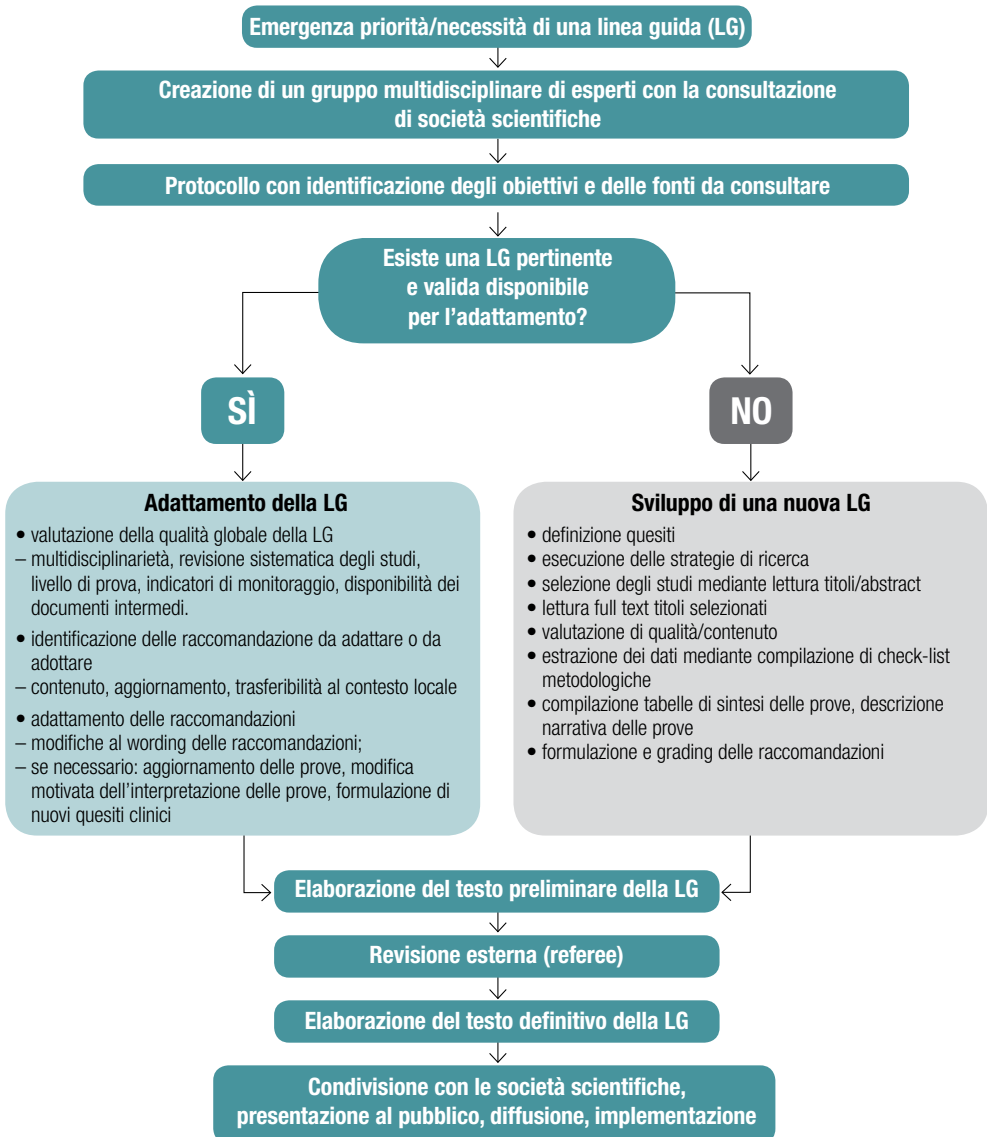 Emergenza priorità/necessità di una linea guida (LG)
Creazione di un gruppo multidisciplinare di esperti con la consultazione
di società scientifiche
Protocollo con identificazione degli obiettivi e delle fonti da consultare
Esiste una LG pertinente
e valida disponibile
per l'adattamento?
SÌ
NO
Adattamento della LG
• valutazione della qualità globale della LG
– multidisciplinarietà, revisione sistematica degli studi,
livello di prova, indicatori di monitoraggio, disponibilità dei
documenti intermedi.
• identificazione delle raccomandazione da adattare o da
adottare
– contenuto, aggiornamento, trasferibilità al contesto locale
• adattamento delle raccomandazioni
– modifiche al wording delle raccomandazioni;
– se necessario: aggiornamento delle prove, modifica
motivata dell'interpretazione delle prove, formulazione di
nuovi quesiti clinici
Sviluppo di una nuova LG
• definizione quesiti
• esecuzione delle strategie di ricerca
• selezione degli studi mediante lettura titoli/abstract
• lettura full text titoli selezionati
• valutazione di qualità/contenuto
• estrazione dei dati mediante compilazione di check-list
metodologiche
• compilazione tabelle di sintesi delle prove, descrizione
narrativa delle prove
• formulazione e grading delle raccomandazioni
Elaborazione del testo preliminare della LG
Revisione esterna (referee)
Elaborazione del testo definitivo della LG
Condivisione con le società scientifiche,
presentazione al pubblico, diffusione, implementazione